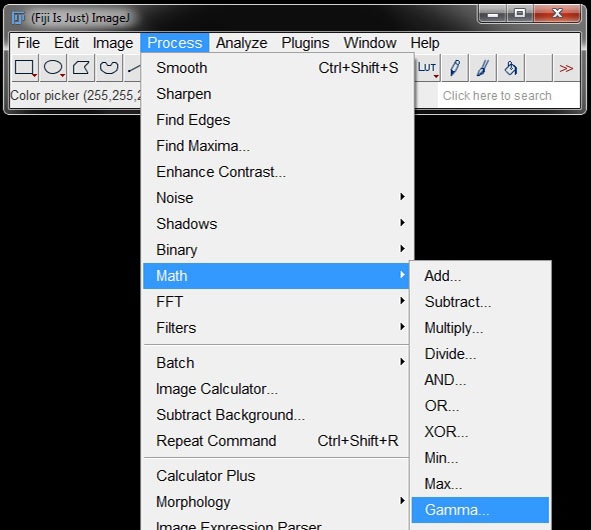 (Fiji Is Just) ImageJ
File Edit Image Process Analyze Plugins Window Help
LUT >>
Color picker (255,255,2
Click here to search
Smooth Ctrl+Shift+S
Sharpen
Find Edges
Find Maxima...
Enhance Contrast...
Noise
Shadows
Binary
Math
FFT
Filters
Batch
Image Calculator...
Subtract Background...
Repeat Command Ctrl+Shift+R
Calculator Plus
Morphology
Image Expression Parser
Add...
Subtract...
Multiply...
Divide...
AND...
OR...
XOR...
Min...
Max...
Gamma...